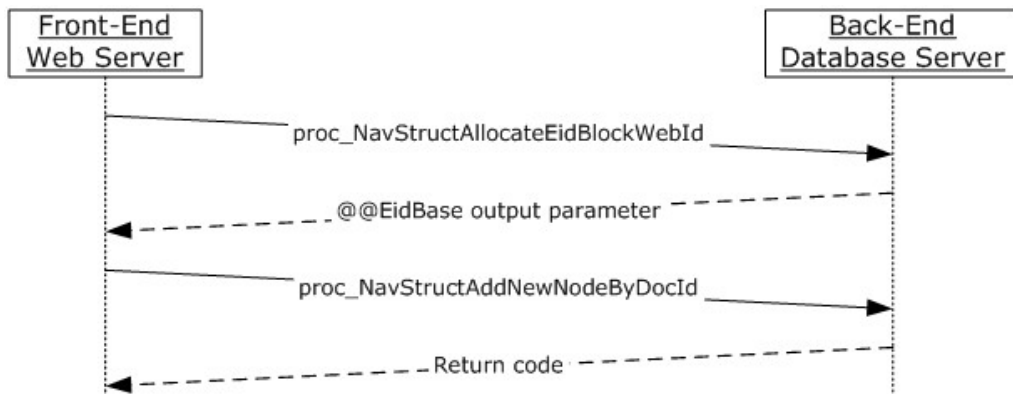 Front-End
Web Server
Back-End
Database Server
proc_NavStructAllocateEidBlockWebId
@@EidBase output parameter
proc_NavStructAddNewNodeByDocId
Return code